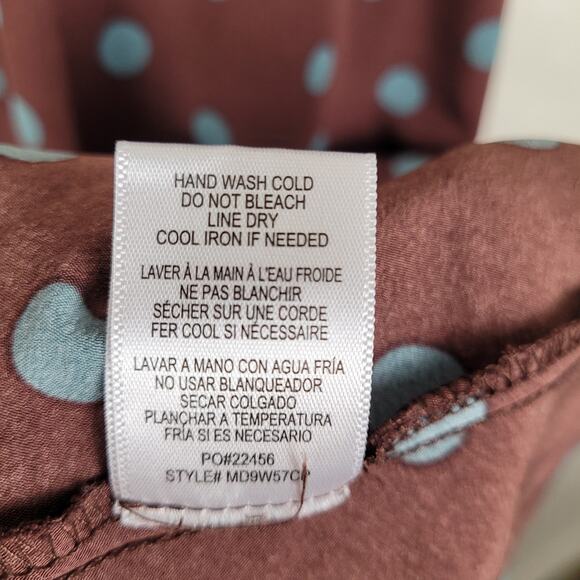 HAND WASH COLD
DO NOT BLEACH
LINE DRY
COOL IRON IF NEEDED
LAVER À LA MAIN À L'EAU FROIDE
NE PAS BLANCHIR
SÉCHER SUR UNE CORDE
FER COOL SI NÉCESSAIRE
LAVAR A MANO CON AGUA FRÍA
NO USAR BLANQUEADOR
SECAR COLGADO
PLANCHAR A TEMPERATURA
FRÍA SI ES NECESARIO
PO#22456
STYLE# MD9W57CP